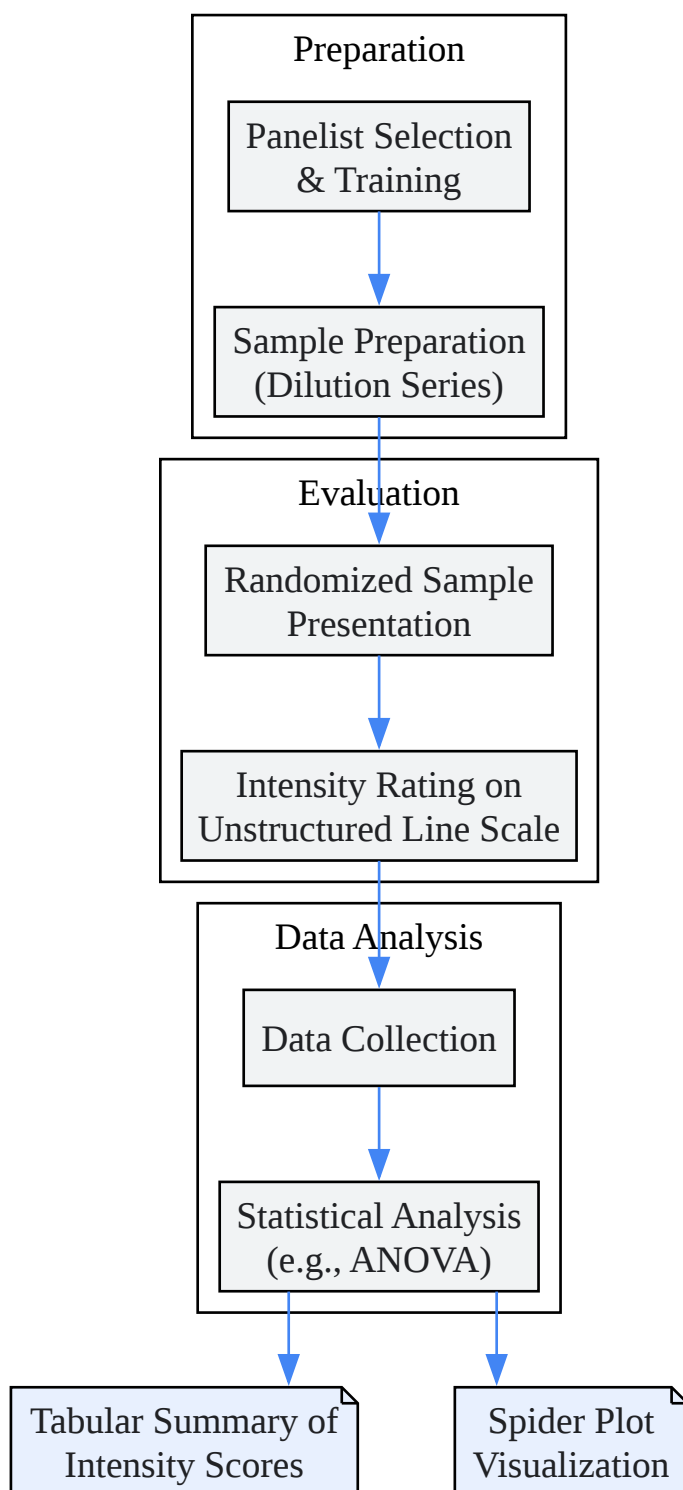 Preparation
Panelist Selection
& Training
Sample Preparation
(Dilution Series)
Evaluation
Randomized Sample
Presentation
Intensity Rating on
Unstructured Line Scale
Data Analysis
Data Collection
Statistical Analysis
(e.g., ANOVA)
Tabular Summary of
Intensity Scores
Spider Plot
Visualization